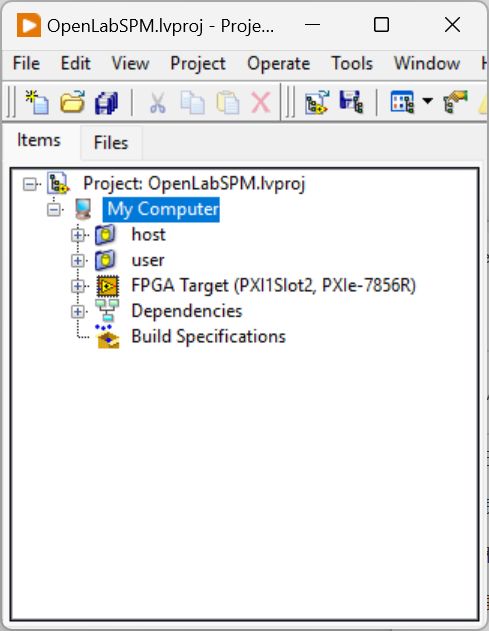 OpenLabSPM.lvproj - Proje...
File Edit View Project Operate Tools Window
Items Files
Project: OpenLabSPM.lvproj
My Computer
host
user
FPGA Target (PXI1Slot2, PXIe-7856R)
Dependencies
Build Specifications